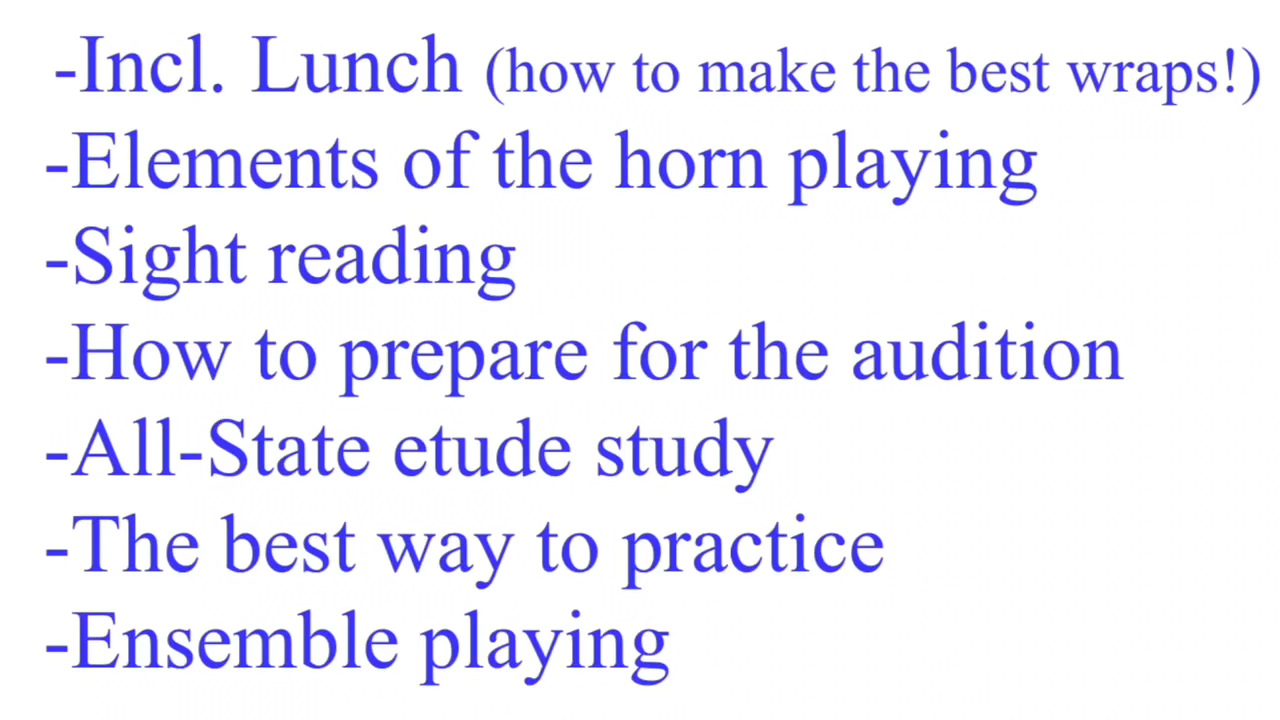 -Incl. Lunch (how to make the best wraps!)
-Elements of the horn playing
-Sight reading
-How to prepare for the audition
-All-State etude study
-The best way to practice
-Ensemble playing